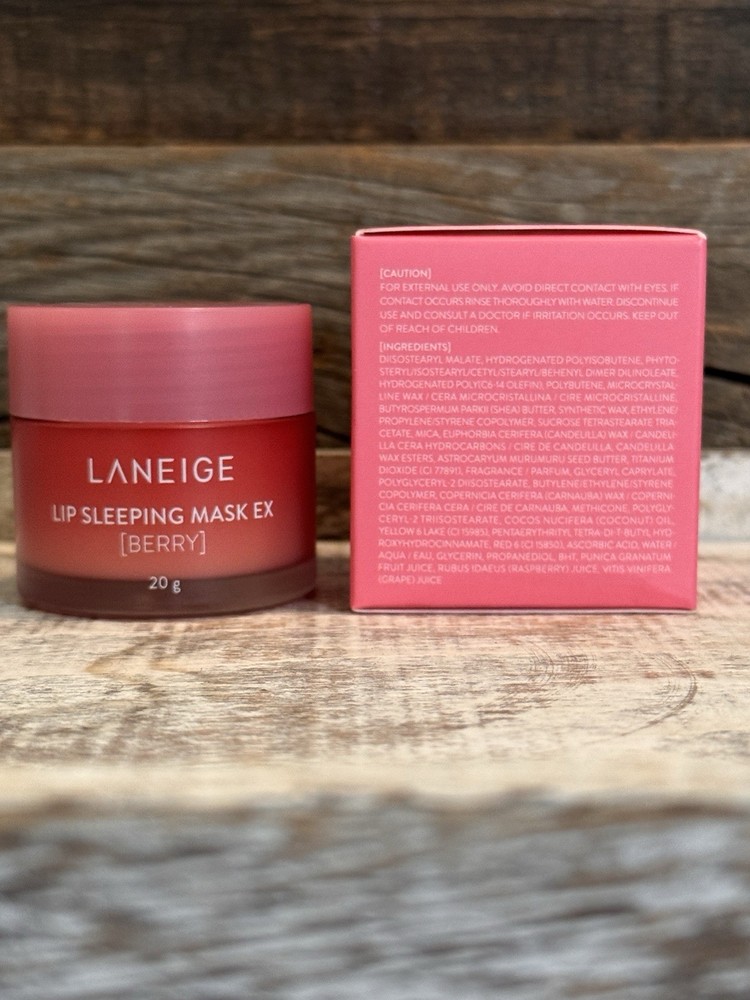 LANEIGE
LIP SLEEPING MASK EX
[BERRY]
20 g
[CAUTION]
FOR EXTERNAL USE ONLY. AVOID DIRECT CONTACT WITH EYES. IF
CONTACT OCCURS RINSE THOROUGHLY WITH WATER. DISCONTINUE
USE AND CONSULT A DOCTOR IF IRRITATION OCCURS. KEEP OUT
OF REACH OF CHILDREN.
[INGREDIENTS]
DIISOSTEARYL MALATE, HYDROGENATED POLYISOBUTENE, PHYTO-
STERYL/ISOSTEARYL/CETYL/STEARYL/BEHENYL DIMER DILINOLEATE,
HYDROGENATED POLY(C6-14 OLEFIN), POLYBUTENE, MICROCRYSTAL-
LINE WAX / CERA MICROCRISTALLINA / CIRE MICROCRISTALLINE,
BUTYROSPERMUM PARKII (SHEA) BUTTER, SYNTHETIC WAX, ETHYLENE/
PROPYLENE/STYRENE COPOLYMER, SUCROSE TETRASTEARATE TRIA-
CETATE, MICA, EUPHORBIA CERIFERA (CANDELILLA) WAX / CANDELI-
LLA CERA HYDROCARBONS / CIRE DE CANDELILLA, CANDELILLA
WAX ESTERS, ASTROCARYUM MURUMURU SEED BUTTER, TITANIUM
DIOXIDE (CI 77891), FRAGRANCE / PARFUM, GLYCERYL CAPRYLATE,
POLYGLYCERYL-2 DIISOSTEARATE, BUTYLENE/ETHYLENE/STYRENE
COPOLYMER, COPERNICIA CERIFERA (CARNAUBA) WAX / COPERNI-
CIA CERIFERA CERA / CIRE DE CARNAUBA, METHICONE, POLYGLY-
CERYL-2 TRIISOSTEARATE, COCOS NUCIFERA (COCONUT) OIL,
YELLOW 6 LAKE (CI 15985), PENTAERYTHRITYL TETRA-DI-T-BUTYL HYD-
ROXYHYDROCINNAMATE, RED 6 (CI 15850), ASCORBIC ACID, WATER /
AQUA / EAU, GLYCERIN, PROPANEDIOL, BHT, PUNICA GRANATUM
FRUIT JUICE, RUBUS IDAEUS (RASPBERRY) JUICE, VITIS VINIFERA
(GRAPE) JUICE